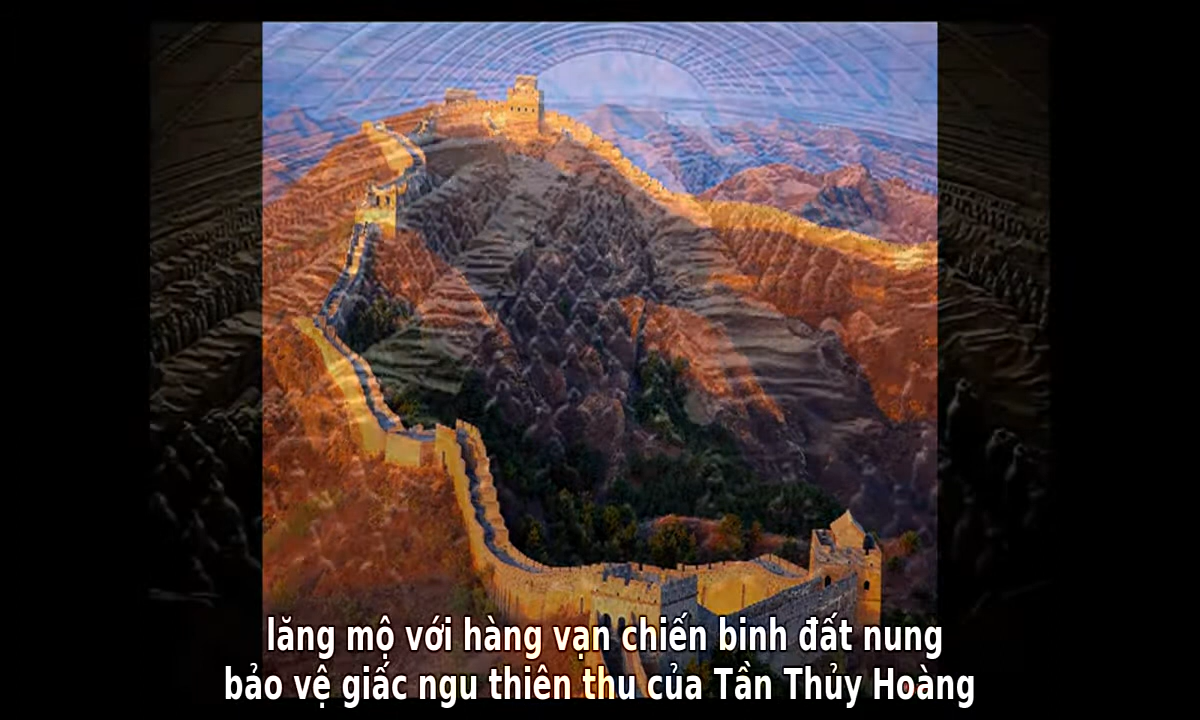 lăng mộ với hàng vạn chiến binh đất nung
bảo vệ giấc ngu thiên thu của Tần Thủy Hoàng